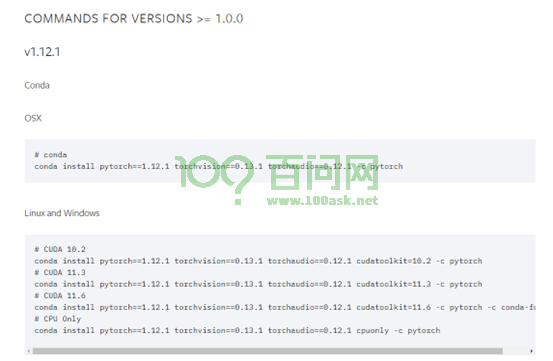 COMMANDS FOR VERSIONS >= 1.0.0
v1.12.1
Conda
OSX
# conda
conda install pytorch==1.12.1 torchvision==0.13.1 torchaudio==0.12.1 -c pytorch
100 百问网
www.100ask.net
Linux and Windows
# CUDA 10.2
conda install pytorch==1.12.1 torchvision==0.13.1 torchaudio==0.12.1 cudatoolkit=10.2 -c pytorch
# CUDA 11.3
conda install pytorch==1.12.1 torchvision==0.13.1 torchaudio==0.12.1 cudatoolkit=11.3 -c pytorch
# CUDA 11.6
conda install pytorch==1.12.1 torchvision==0.13.1 torchaudio==0.12.1 cudatoolkit=11.6 -c pytorch -c conda-fo
# CPU Only
conda install pytorch==1.12.1 torchvision==0.13.1 torchaudio==0.12.1 cpuonly -c pytorch